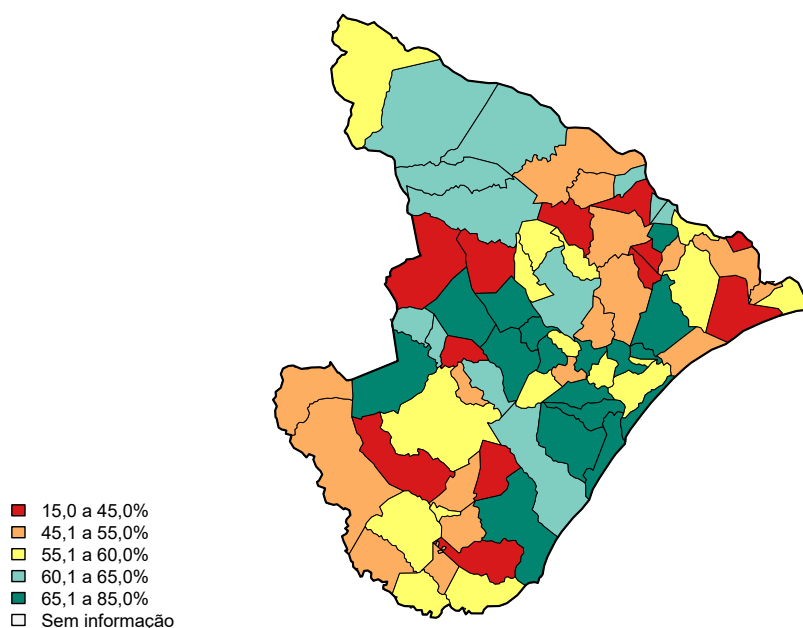 15,0 a 45,0%
45,1 a 55,0%
55,1 a 60,0%
60,1 a 65,0%
65,1 a 85,0%
Sem informação